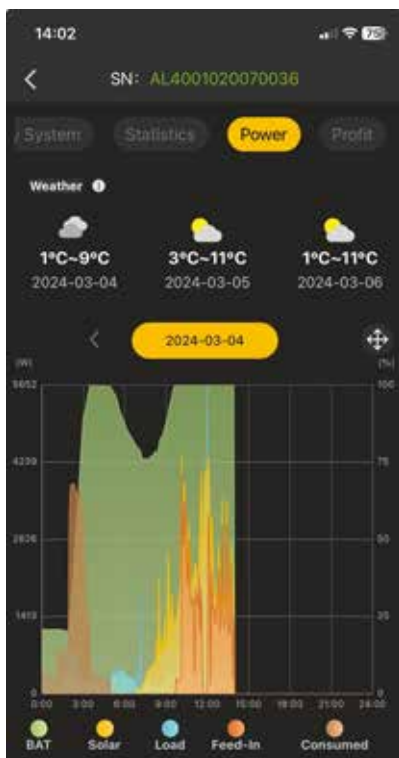 14:02
75
SN: AL4001020070036
/ System Statistics Power Profit
Weather
1°C~9°C 3°C~11°C 1°C~11°C
2024-03-04 2024-03-05 2024-03-06
2024-03-04
(W) (%)
5652 100
4239 75
2826 50
1413 25
0 0
0:00 3:00 6:00 9:00 12:00 15:00 18:00 21:00 24:00
BAT Solar Load Feed-In Consumed